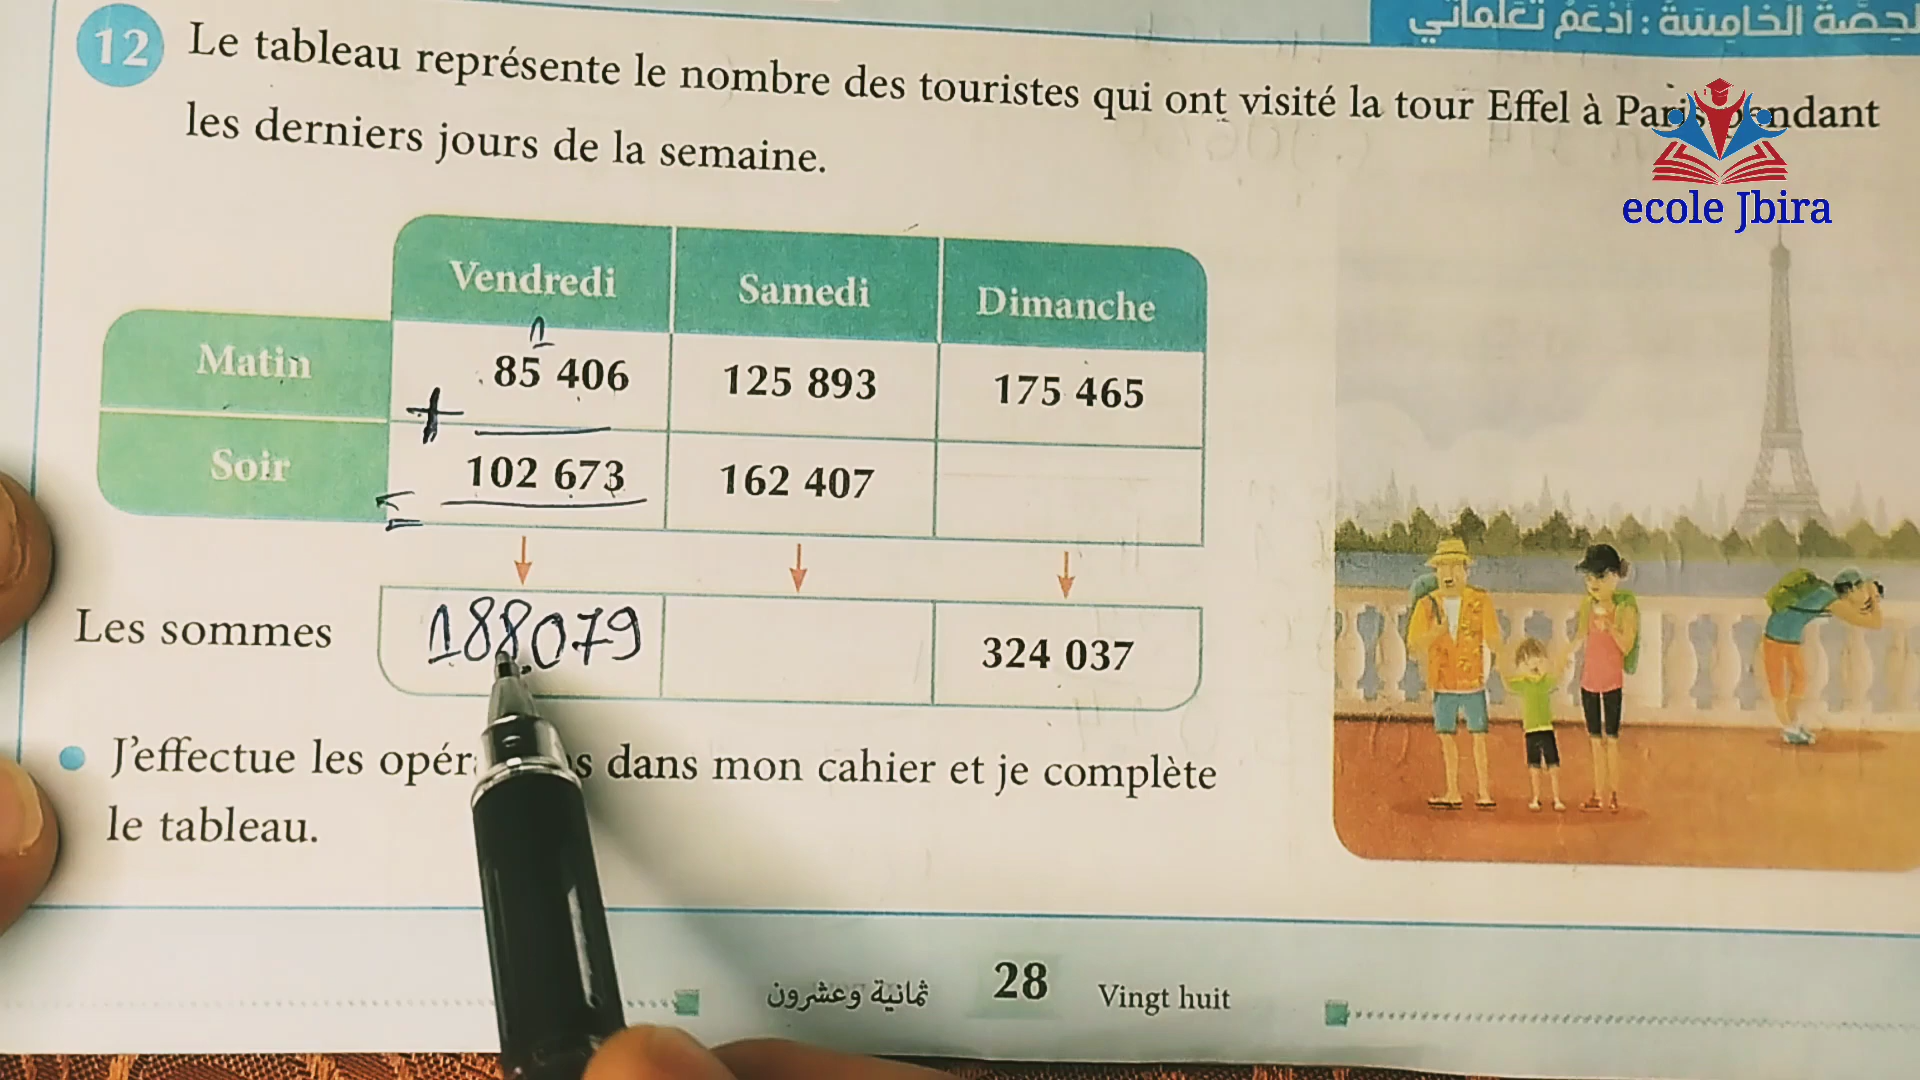 الحصة الخامسة : أدعم تعلماتي
12 Le tableau représente le nombre des touristes qui ont visité la tour Eiffel à Paris pendant
les derniers jours de la semaine.
ecole Jbira
Vendredi Samedi Dimanche
1
Matin 85 406 125 893 175 465
+
Soir 102 673 162 407
=
Les sommes 188079 324 037
J'effectue les dans mon cahier et je complète
le tableau.
ثمانية وعشرون 28 Vingt huit